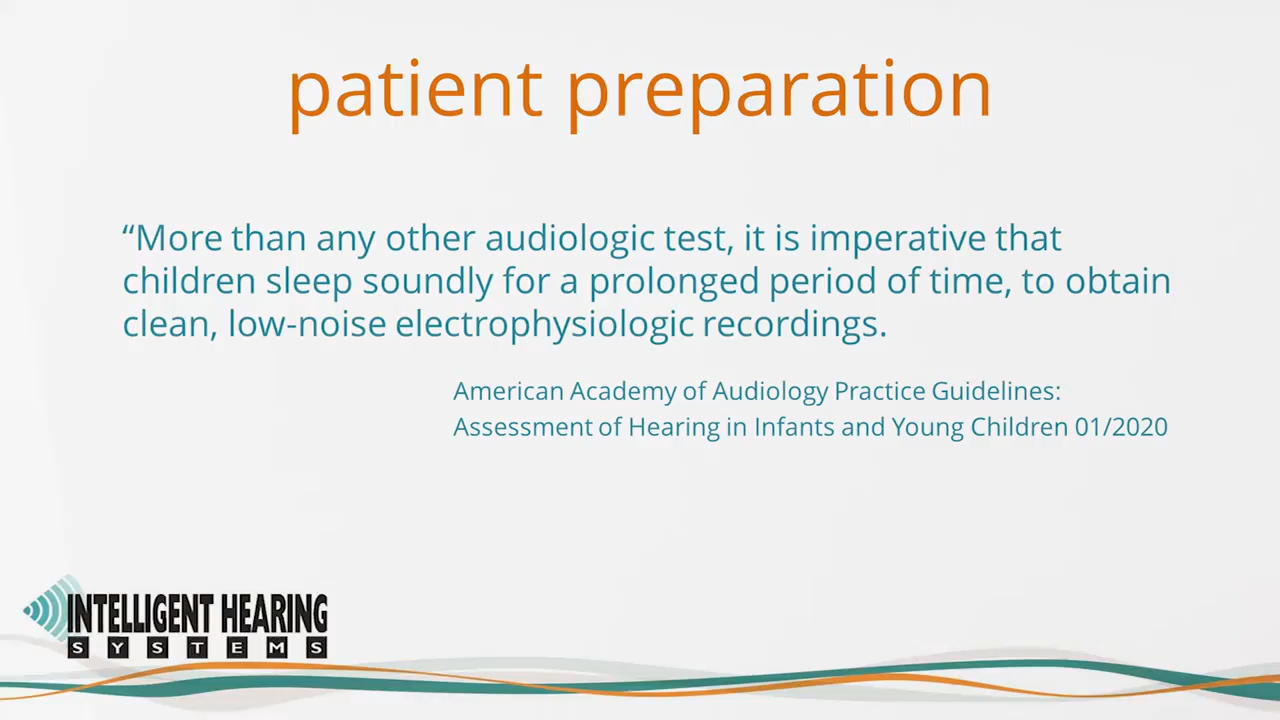 patient preparation
“More than any other audiologic test, it is imperative that
children sleep soundly for a prolonged period of time, to obtain
clean, low-noise electrophysiologic recordings.
American Academy of Audiology Practice Guidelines:
Assessment of Hearing in Infants and Young Children 01/2020
INTELLIGENT HEARING
SYSTEMS